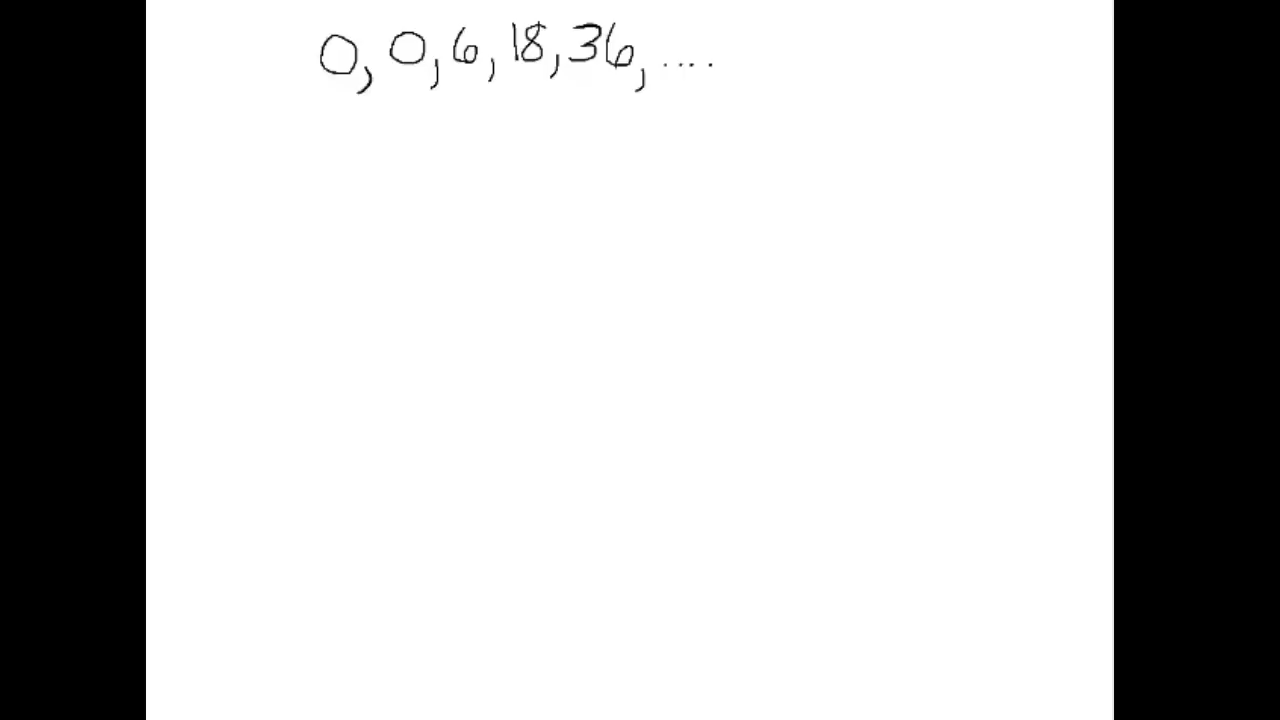 0, 0, 6, 18, 36, ....